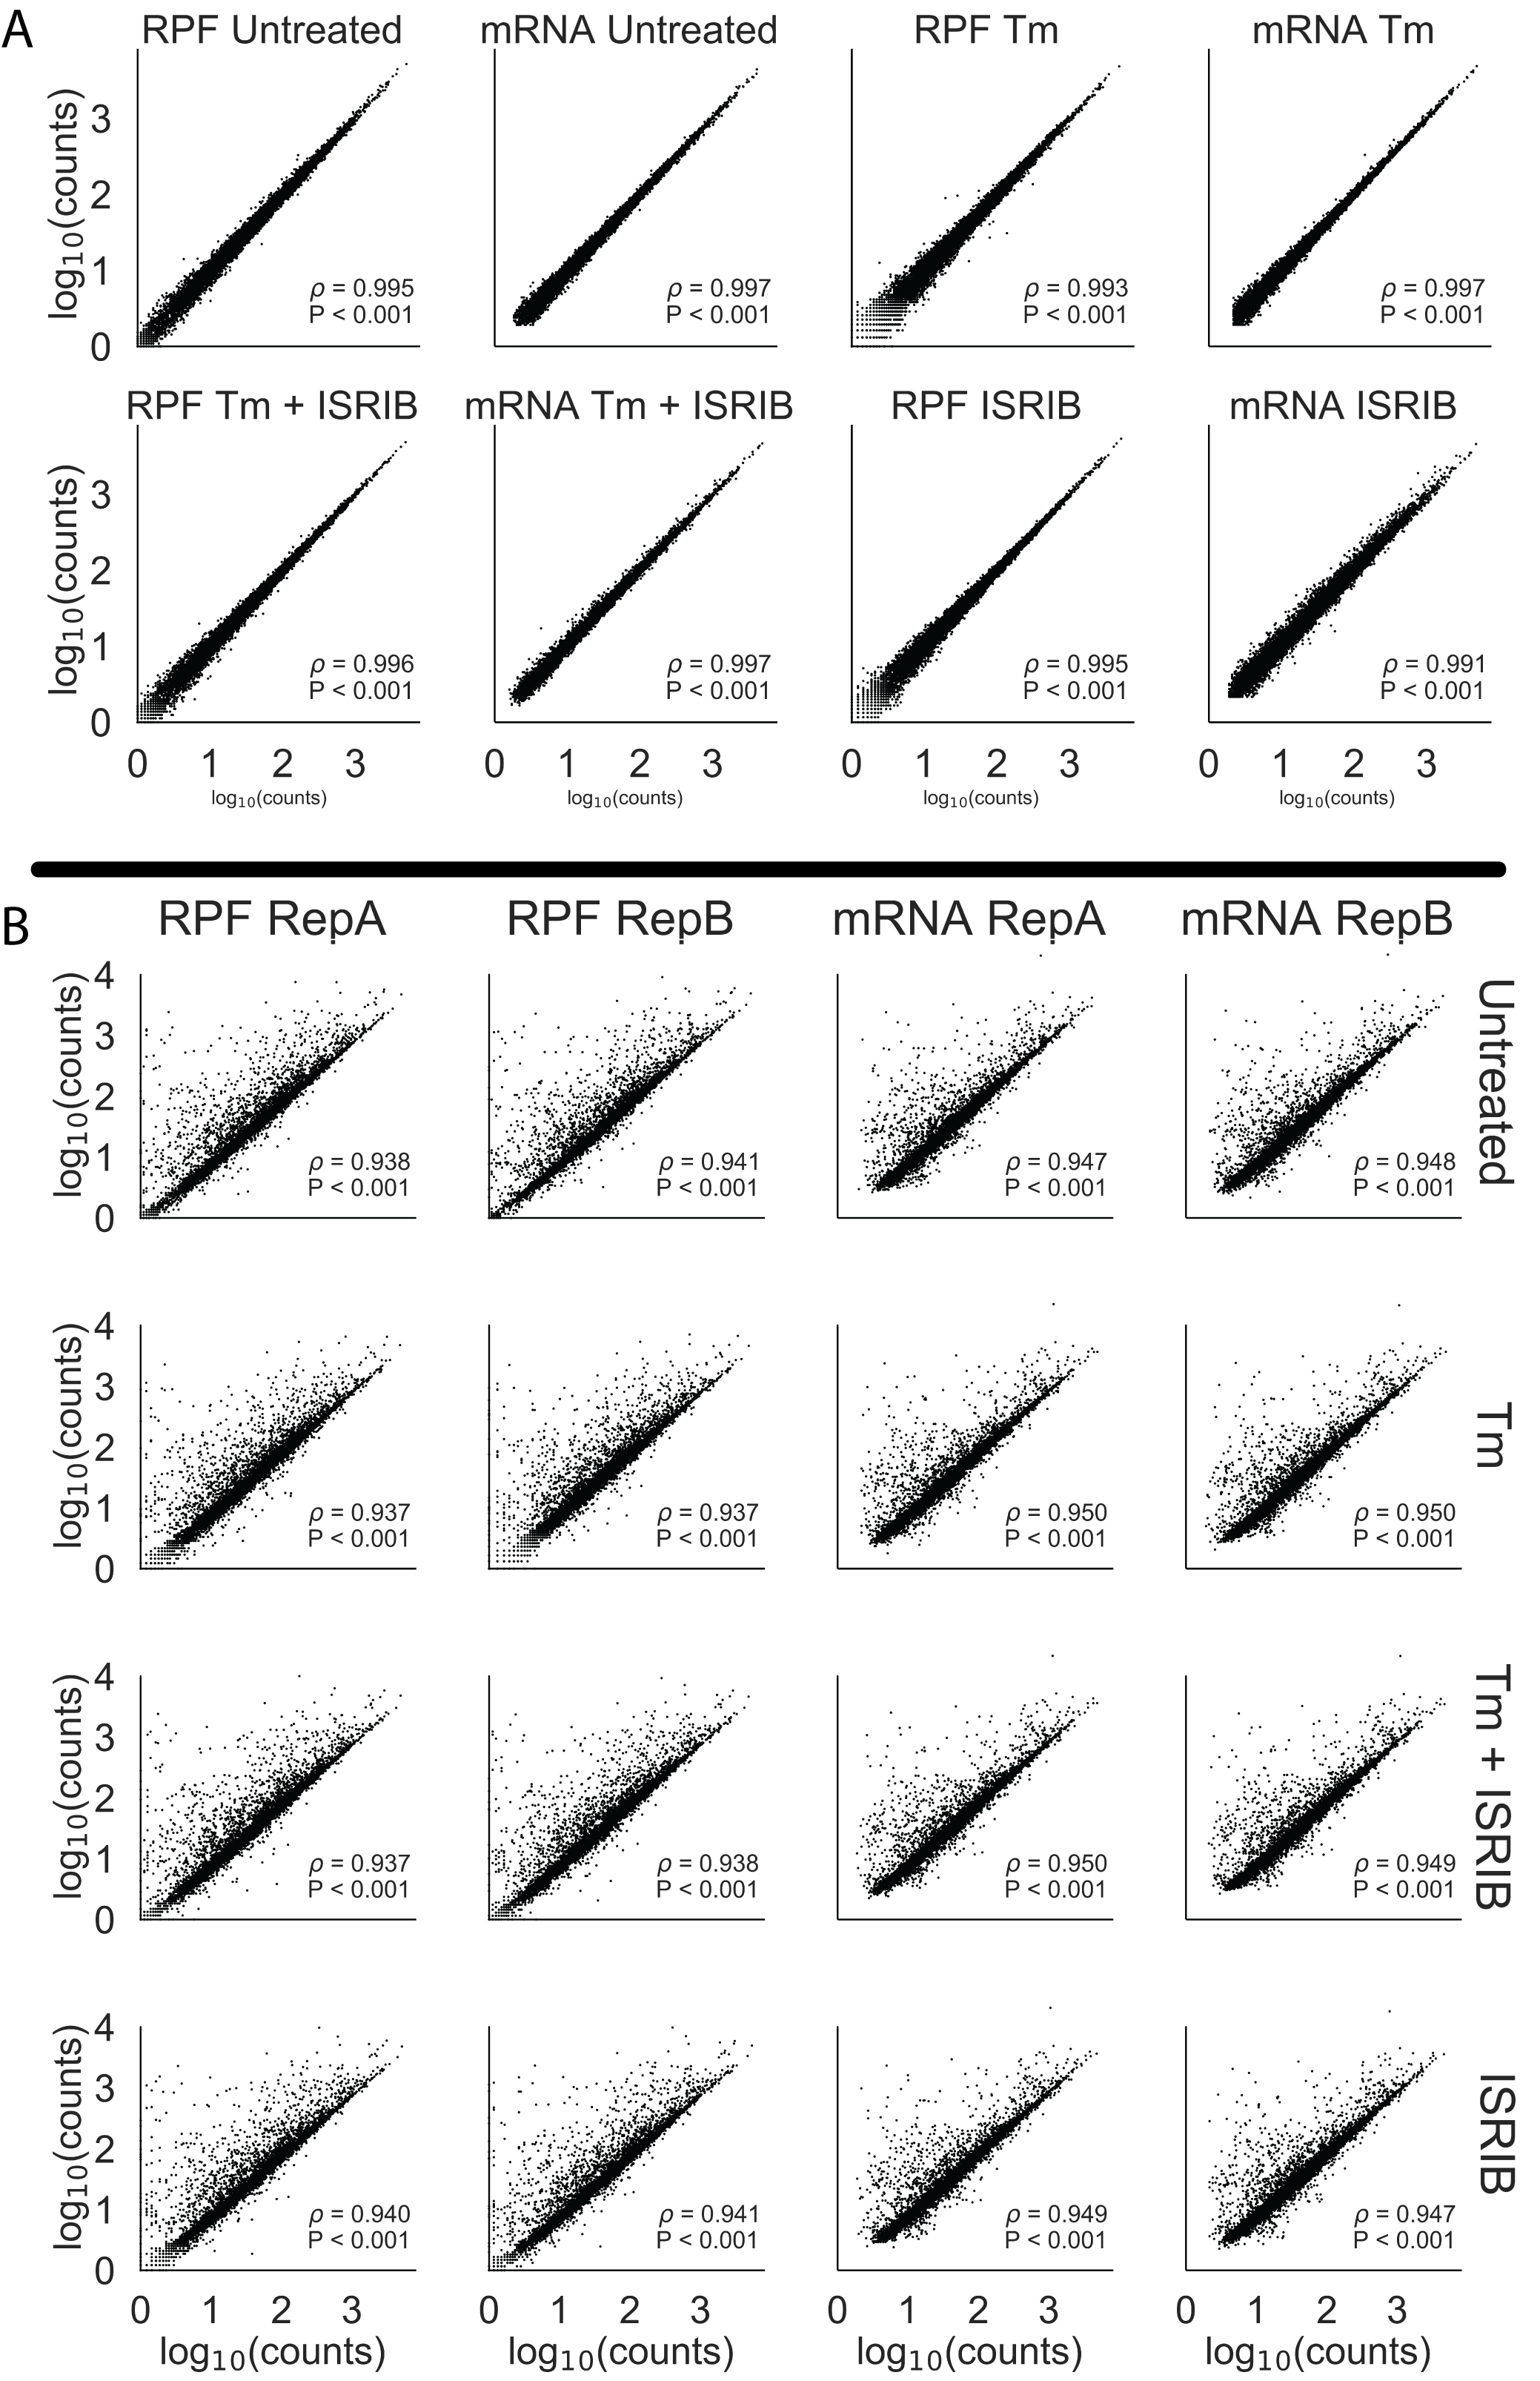 A
RPF Untreated
mRNA Untreated
RPF Tm
mRNA Tm
log10(counts)
3
2
1
0
ρ = 0.995
P < 0.001
ρ = 0.997
P < 0.001
ρ = 0.993
P < 0.001
ρ = 0.997
P < 0.001
RPF Tm + ISRIB
mRNA Tm + ISRIB
RPF ISRIB
mRNA ISRIB
log10(counts)
3
2
1
0
ρ = 0.996
P < 0.001
ρ = 0.997
P < 0.001
ρ = 0.995
P < 0.001
ρ = 0.991
P < 0.001
0 1 2 3
0 1 2 3
0 1 2 3
0 1 2 3
log10(counts)
log10(counts)
log10(counts)
log10(counts)
B
RPF RepA
RPF RepB
mRNA RepA
mRNA RepB
log10(counts)
4
3
2
1
0
ρ = 0.938
P < 0.001
ρ = 0.941
P < 0.001
ρ = 0.947
P < 0.001
ρ = 0.948
P < 0.001
Untreated
log10(counts)
4
3
2
1
0
ρ = 0.937
P < 0.001
ρ = 0.937
P < 0.001
ρ = 0.950
P < 0.001
ρ = 0.950
P < 0.001
Tm
log10(counts)
4
3
2
1
0
ρ = 0.937
P < 0.001
ρ = 0.938
P < 0.001
ρ = 0.950
P < 0.001
ρ = 0.949
P < 0.001
Tm + ISRIB
log10(counts)
4
3
2
1
0
ρ = 0.940
P < 0.001
ρ = 0.941
P < 0.001
ρ = 0.949
P < 0.001
ρ = 0.947
P < 0.001
ISRIB
0 1 2 3
0 1 2 3
0 1 2 3
0 1 2 3
log10(counts)
log10(counts)
log10(counts)
log10(counts)